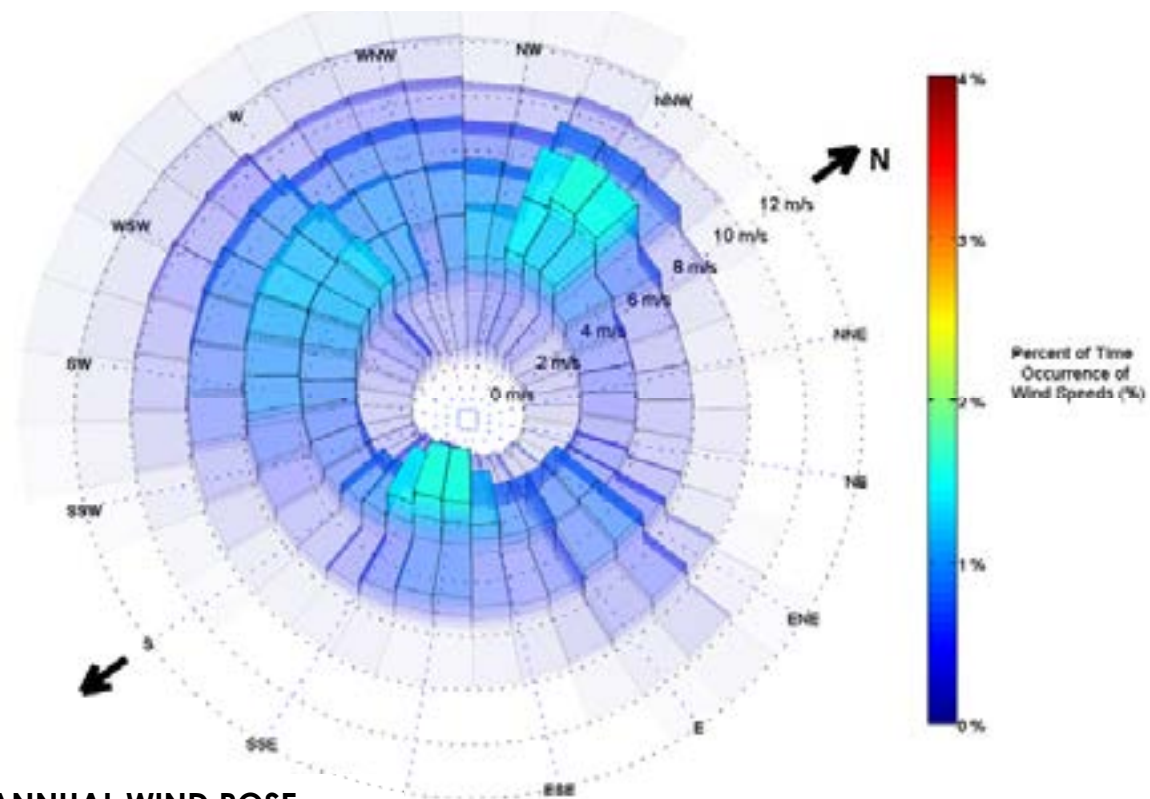 NW
WNW
NNW
W
N
12 m/s
WSW
10 m/s
8 m/s
6 m/s
4 m/s
NNE
SW
2 m/s
0 m/s
NE
SSW
ENE
S
E
SSE
ESE
4%
3%
Percent of Time
Occurrence of
Wind Speeds (%)
2%
1%
0%
ANNUAL WIND ROSE